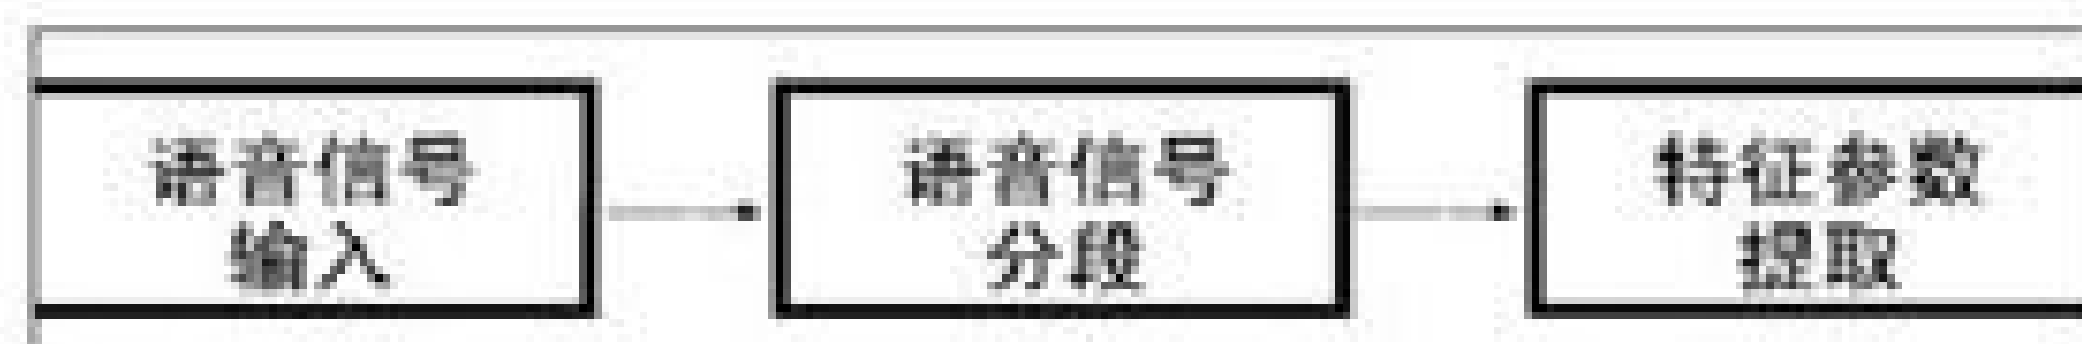 语音信号
输入
语音信号
分段
特征参数
提取